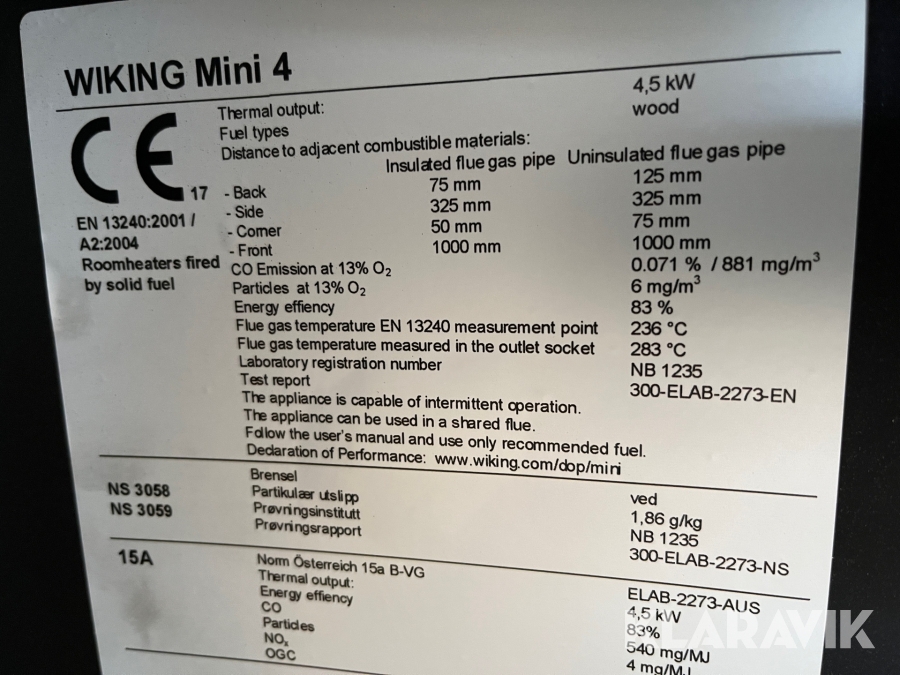 WIKING Mini 4
CE 17
EN 13240:2001 /
A2:2004
Roomheaters fired
by solid fuel
Thermal output: 4,5 kW
Fuel types wood
Distance to adjacent combustible materials:
Insulated flue gas pipe Uninsulated flue gas pipe
- Back 75 mm 125 mm
- Side 325 mm 325 mm
- Corner 50 mm 75 mm
- Front 1000 mm 1000 mm
CO Emission at 13% O₂ 0.071 % / 881 mg/m³
Particles at 13% O₂ 6 mg/m³
Energy effiency 83 %
Flue gas temperature EN 13240 measurement point 236 °C
Flue gas temperature measured in the outlet socket 283 °C
Laboratory registration number NB 1235
Test report 300-ELAB-2273-EN
The appliance is capable of intermittent operation.
The appliance can be used in a shared flue.
Follow the user's manual and use only recommended fuel.
Declaration of Performance: www.wiking.com/dop/mini
NS 3058
NS 3059
Brensel ved
Partikulær utslipp 1,86 g/kg
Prøvningsinstitutt NB 1235
Prøvningsrapport 300-ELAB-2273-NS
15A
Norm Österreich 15a B-VG ELAB-2273-AUS
Thermal output: 4,5 kW
Energy effiency 83%
CO 540 mg/MJ
Particles 4 mg/MJ
NOₓ
OGC
KLARAVIK